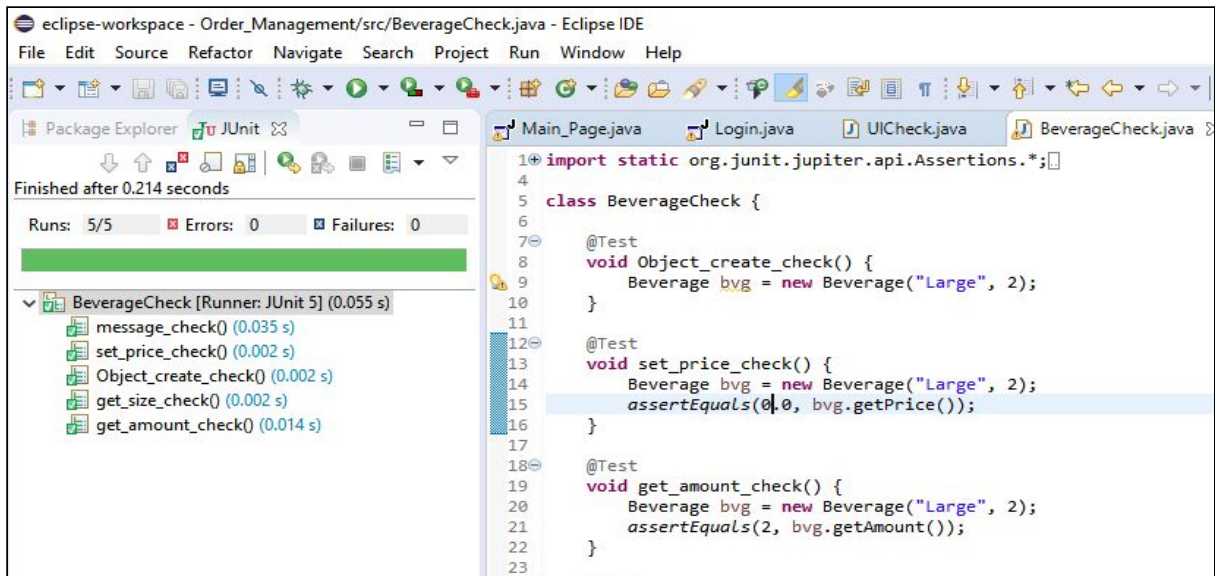 eclipse-workspace - Order_Management/src/BeverageCheck.java - Eclipse IDE
File Edit Source Refactor Navigate Search Project Run Window Help
Package Explorer JUnit
Main_Page.java Login.java UICheck.java BeverageCheck.java
Finished after 0.214 seconds
Runs: 5/5 Errors: 0 Failures: 0
BeverageCheck [Runner: JUnit 5] (0.055 s)
message_check() (0.035 s)
set_price_check() (0.002 s)
Object_create_check() (0.002 s)
get_size_check() (0.002 s)
get_amount_check() (0.014 s)
1 import static org.junit.jupiter.api.Assertions.*;
4
5 class BeverageCheck {
6
7 @Test
8 void Object_create_check() {
9 Beverage bvg = new Beverage("Large", 2);
10 }
11
12 @Test
13 void set_price_check() {
14 Beverage bvg = new Beverage("Large", 2);
15 assertEquals(0.0, bvg.getPrice());
16 }
17
18 @Test
19 void get_amount_check() {
20 Beverage bvg = new Beverage("Large", 2);
21 assertEquals(2, bvg.getAmount());
22 }
23